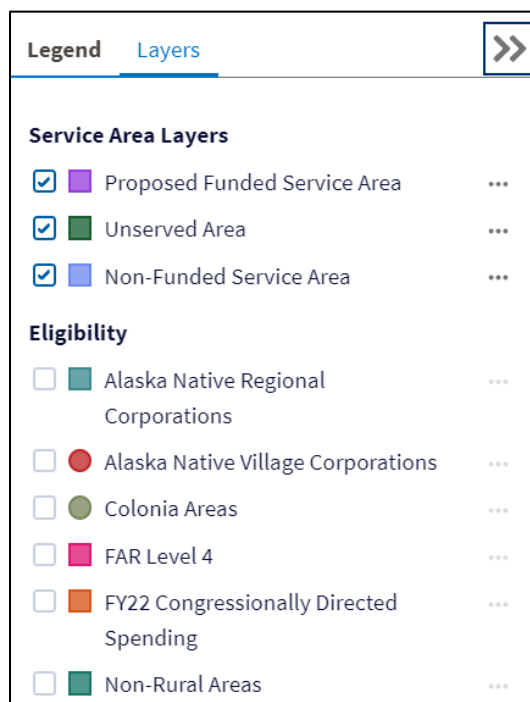 Legend Layers
Service Area Layers
Proposed Funded Service Area
Unserved Area
Non-Funded Service Area
Eligibility
Alaska Native Regional
Corporations
Alaska Native Village Corporations
Colonia Areas
FAR Level 4
FY22 Congressionally Directed
Spending
Non-Rural Areas